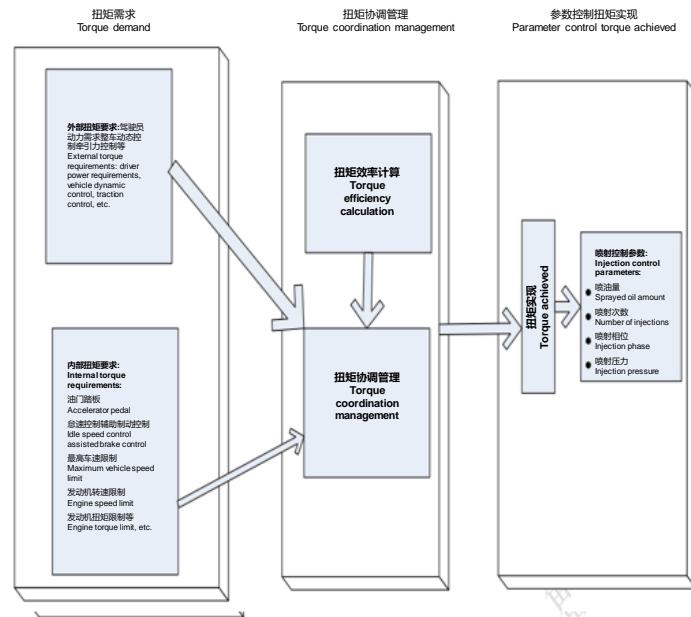 扭矩需求
Torque demand
扭矩协调管理
Torque coordination management
参数控制扭矩实现
Parameter control torque achieved
外部扭矩要求:驾驶员
动力需求整车动态控
制牵引力控制等
External torque
requirements: driver
power requirements,
vehicle dynamic
control, traction
control, etc.
内部扭矩要求:
Internal torque
requirements:
油门踏板
Accelerator pedal
怠速控制辅助制动控制
Idle speed control
assisted brake control
最高车速限制
Maximum vehicle speed
limit
发动机转速限制
Engine speed limit
发动机扭矩限制等
Engine torque limit, etc.
扭矩效率计算
Torque
efficiency
calculation
扭矩协调管理
Torque
coordination
management
扭矩实现
Torque achieved
喷射控制参数:
Injection control
parameters:
喷油量
Sprayed oil amount
喷射次数
Number of injections
喷射相位
Injection phase
喷射压力
Injection pressure